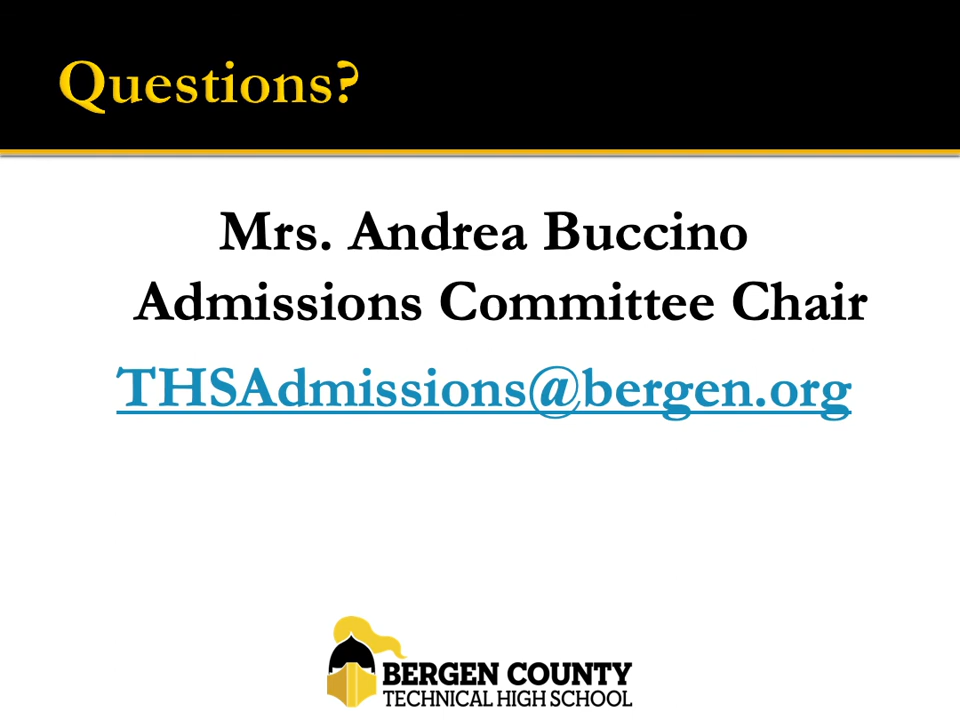 Questions?
Mrs. Andrea Buccino
Admissions Committee Chair
THSAdmissions@bergen.org
BERGEN COUNTY
TECHNICAL HIGH SCHOOL